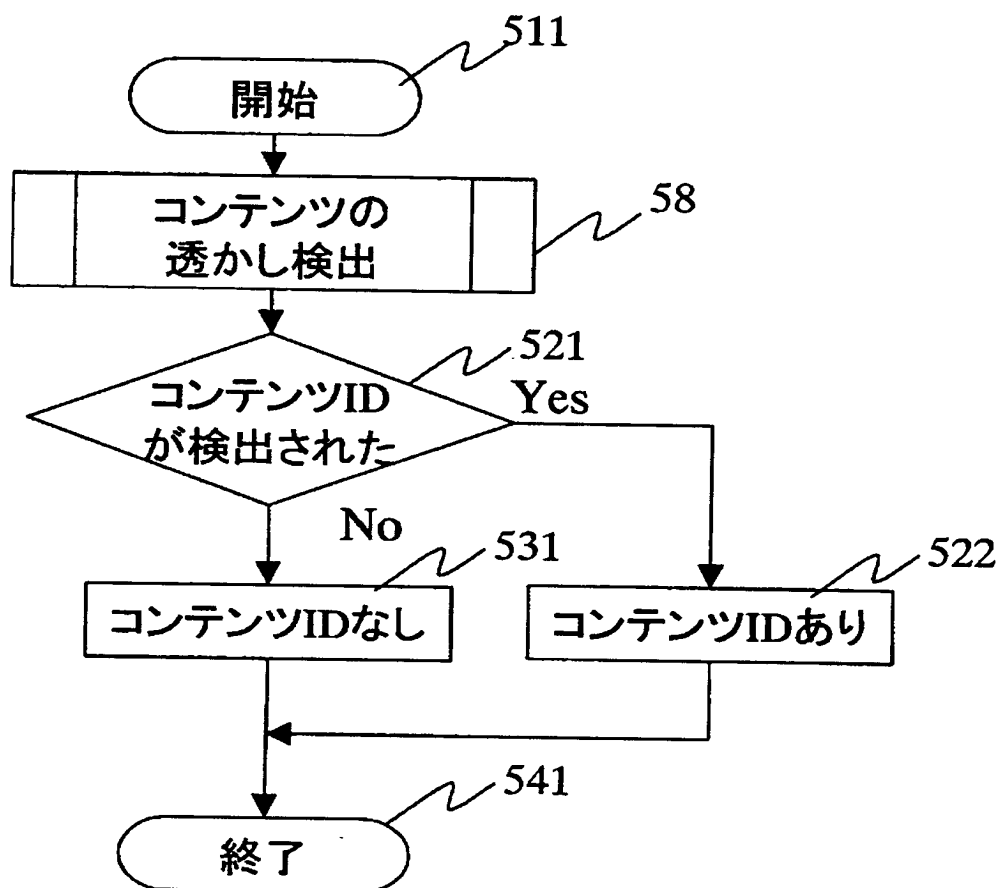 511
開始
コンテンツの
透かし検出
58
521
コンテンツID
が検出された
Yes
No
531
コンテンツIDなし
522
コンテンツIDあり
541
終了